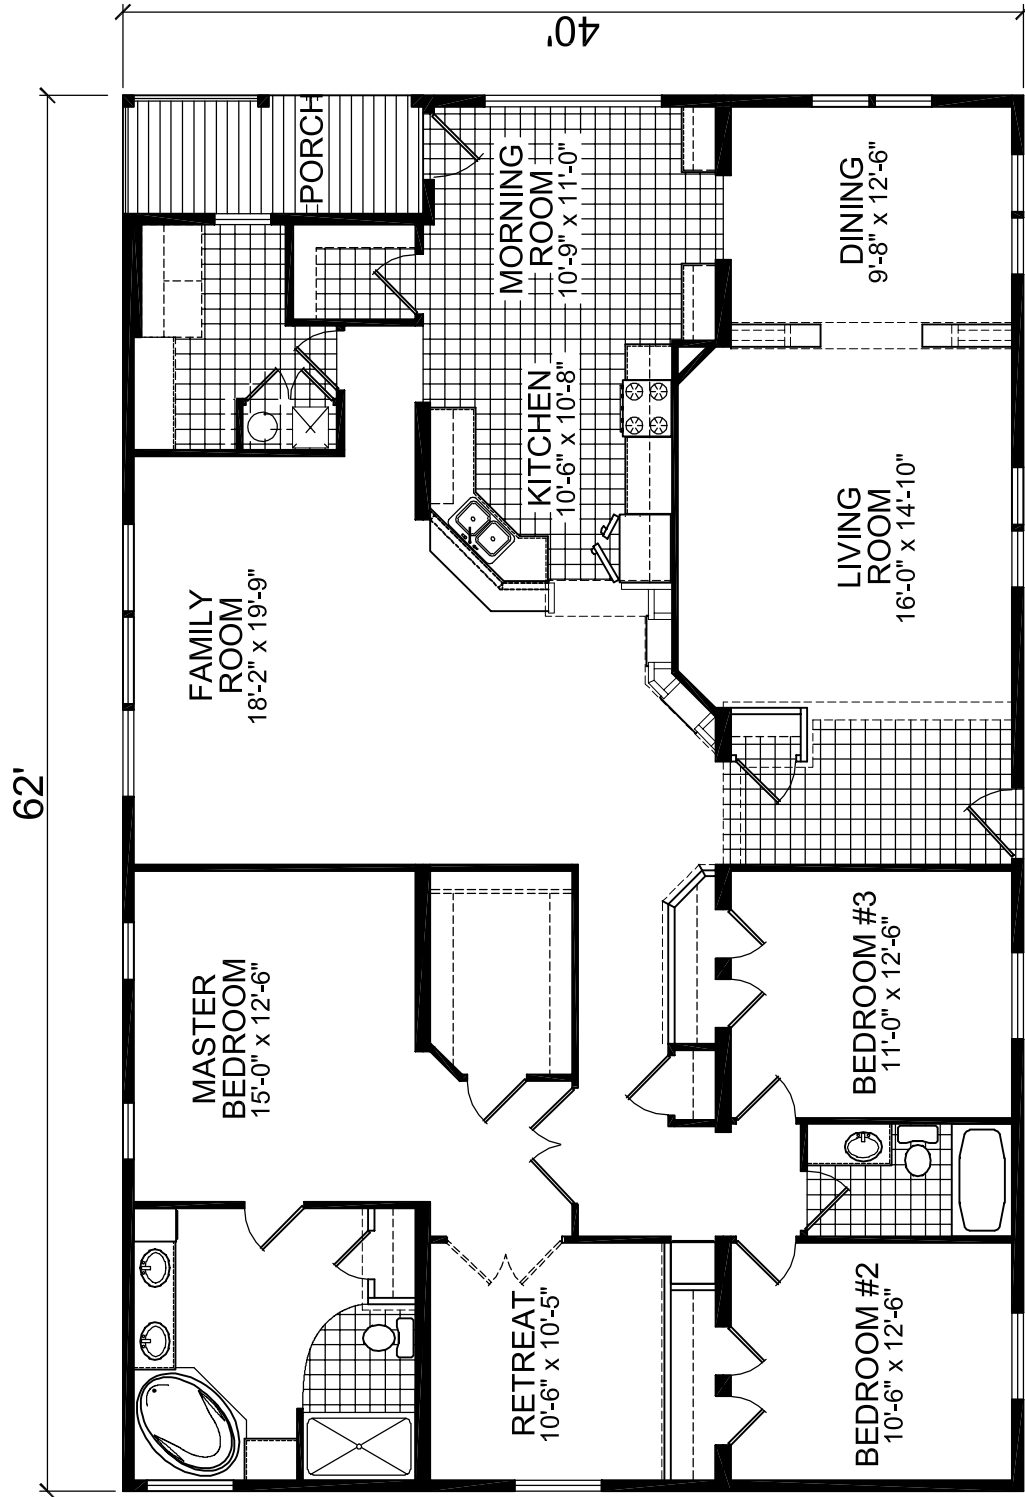 40'
62'
PORCH
MORNING
ROOM
10'-9" x 11'-0"
DINING
9'-8" x 12'-6"
KITCHEN
10'-6" x 10'-8"
LIVING
ROOM
16'-0" x 14'-10"
FAMILY
ROOM
18'-2" x 19'-9"
MASTER
BEDROOM
15'-0" x 12'-6"
BEDROOM #3
11'-0" x 12'-6"
RETREAT
10'-6" x 10'-5"
BEDROOM #2
10'-6" x 12'-6"